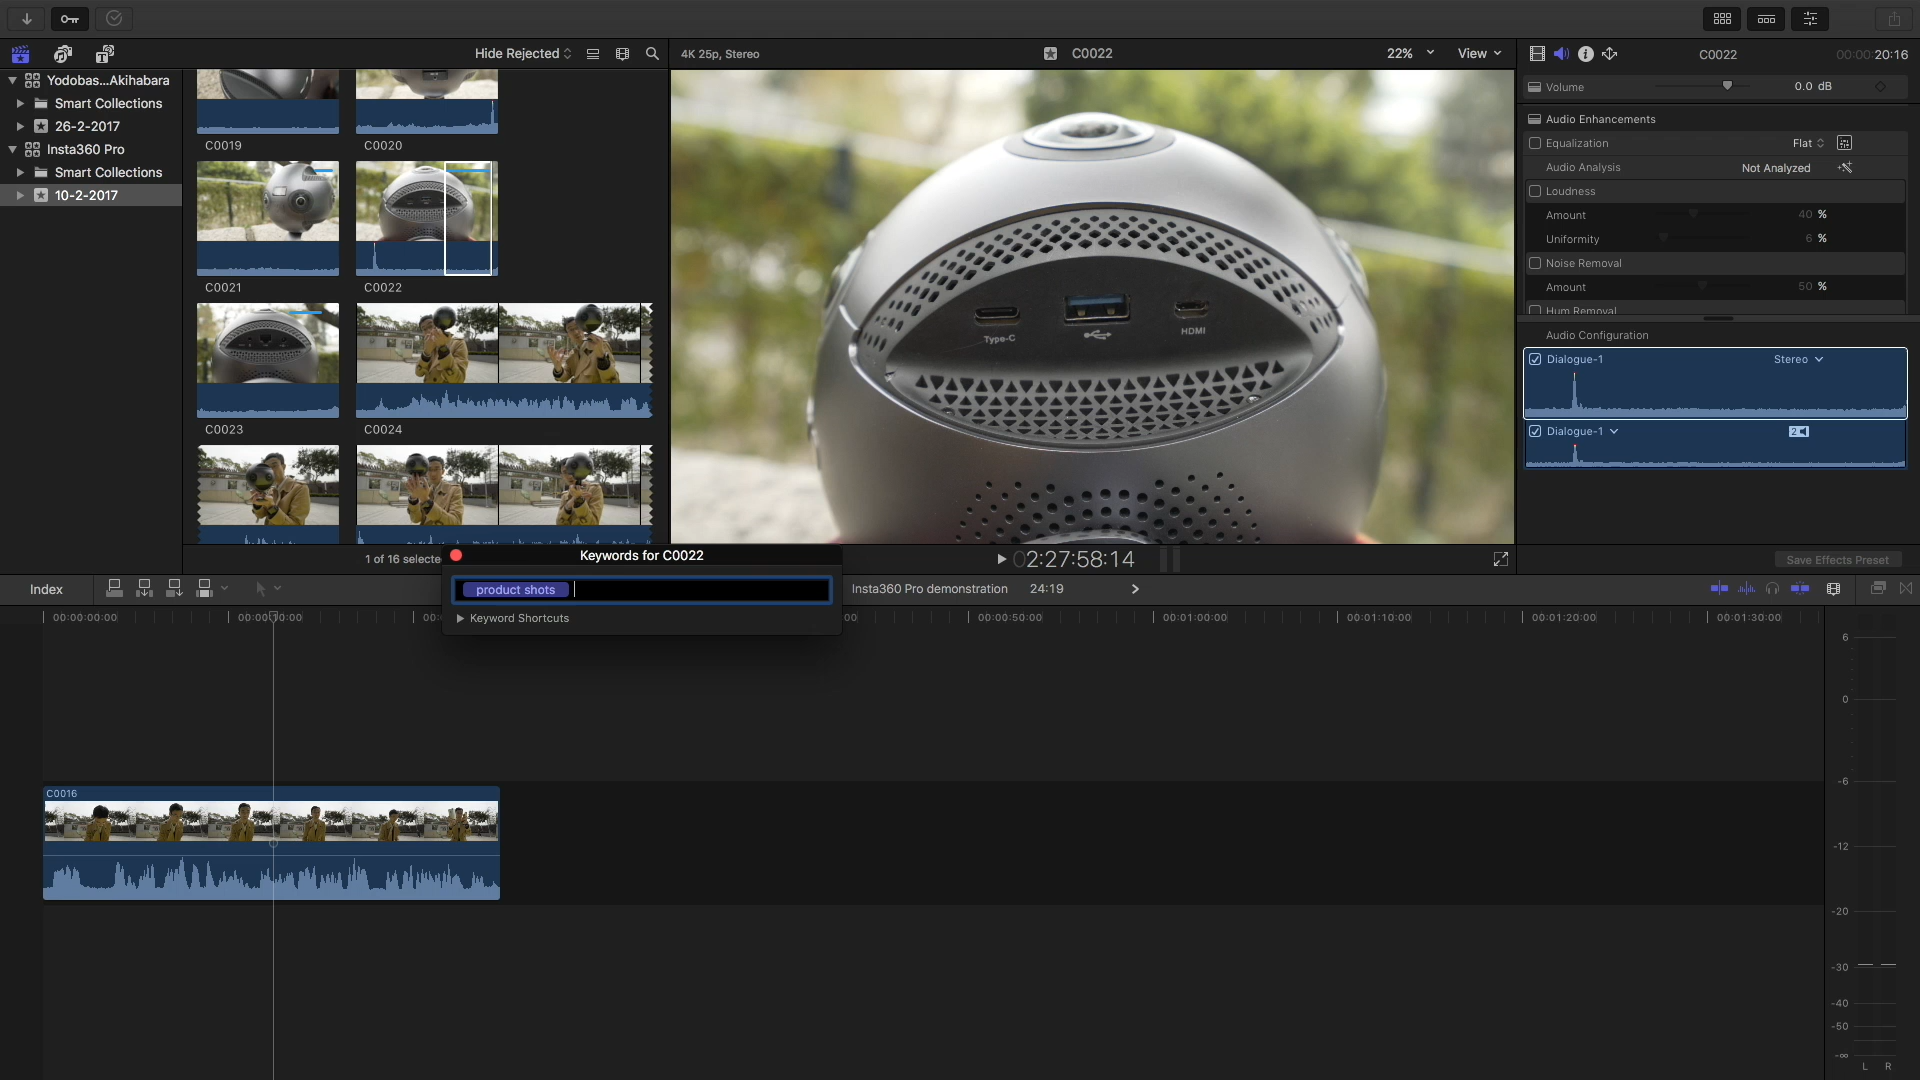 Hide Rejected
4K 25p, Stereo
C0022
22%
View
C0022
00:00:20:16
Yodobas...Akihabara
Smart Collections
26-2-2017
Insta360 Pro
Smart Collections
10-2-2017
C0019
C0020
C0021
C0022
C0023
C0024
Type-C
HDMI
Volume
0.0 dB
Audio Enhancements
Equalization
Flat
Audio Analysis
Not Analyzed
Loudness
Amount
40 %
Uniformity
6 %
Noise Removal
Amount
50 %
Hum Removal
Audio Configuration
Dialogue-1
Stereo
Dialogue-1
2
Save Effects Preset
1 of 16 selecte
Keywords for C0022
product shots
Keyword Shortcuts
02:27:58:14
Index
Insta360 Pro demonstration
24:19
00:00:00:00
00:00:10:00
00:
00
00:00:50:00
00:01:00:00
00:01:10:00
00:01:20:00
00:01:30:00
C0016
6
0
-6
-12
-20
-30
-40
-50
-∞
L
R